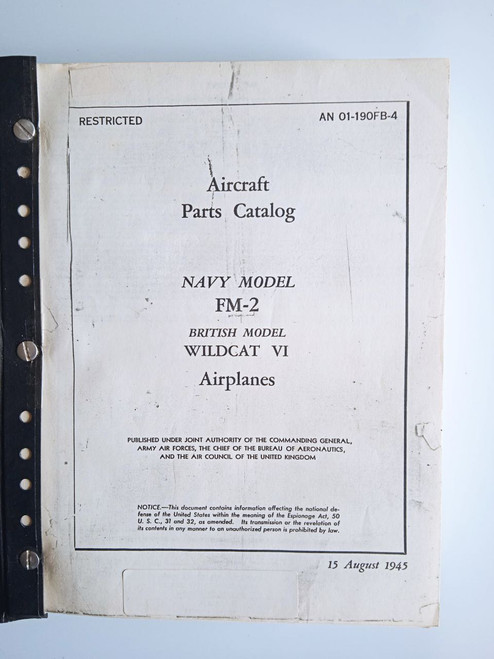 RESTRICTED
AN 01-190FB-4
Aircraft
Parts Catalog
NAVY MODEL
FM-2
BRITISH MODEL
WILDCAT VI
Airplanes
PUBLISHED UNDER JOINT AUTHORITY OF THE COMMANDING GENERAL,
ARMY AIR FORCES, THE CHIEF OF THE BUREAU OF AERONAUTICS,
AND THE AIR COUNCIL OF THE UNITED KINGDOM
NOTICE.—This document contains information affecting the national de-
fense of the United States within the meaning of the Espionage Act, 50
U. S. C., 31 and 32, as amended. Its transmission or the revelation of
its contents in any manner to an unauthorized person is prohibited by law.
15 August 1945